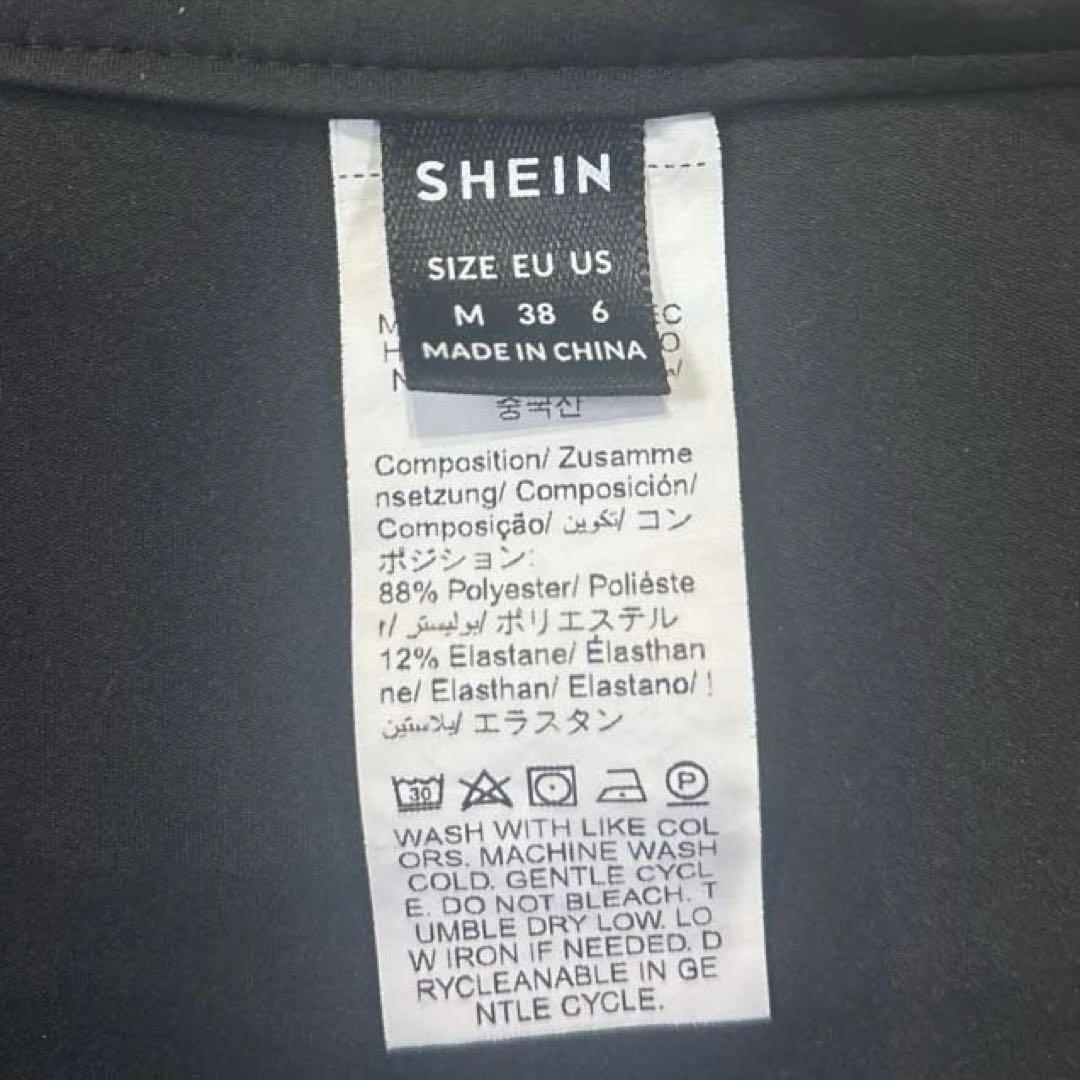 SHEIN
SIZE EU US
M 38 6
MADE IN CHINA
중국산
Composition/ Zusamme
nsetzung/ Composición/
Composição/ تكوين/ コン
ポジション:
88% Polyester/ Poliéste
r/ بوليستر/ ポリエステル
12% Elastane/ Élasthan
ne/ Elasthan/ Elastano/
إيلاستين/ エラスタン
30
P
WASH WITH LIKE COL
ORS. MACHINE WASH
COLD. GENTLE CYCL
E. DO NOT BLEACH. T
UMBLE DRY LOW. LO
W IRON IF NEEDED. D
RYCLEANABLE IN GE
NTLE CYCLE.